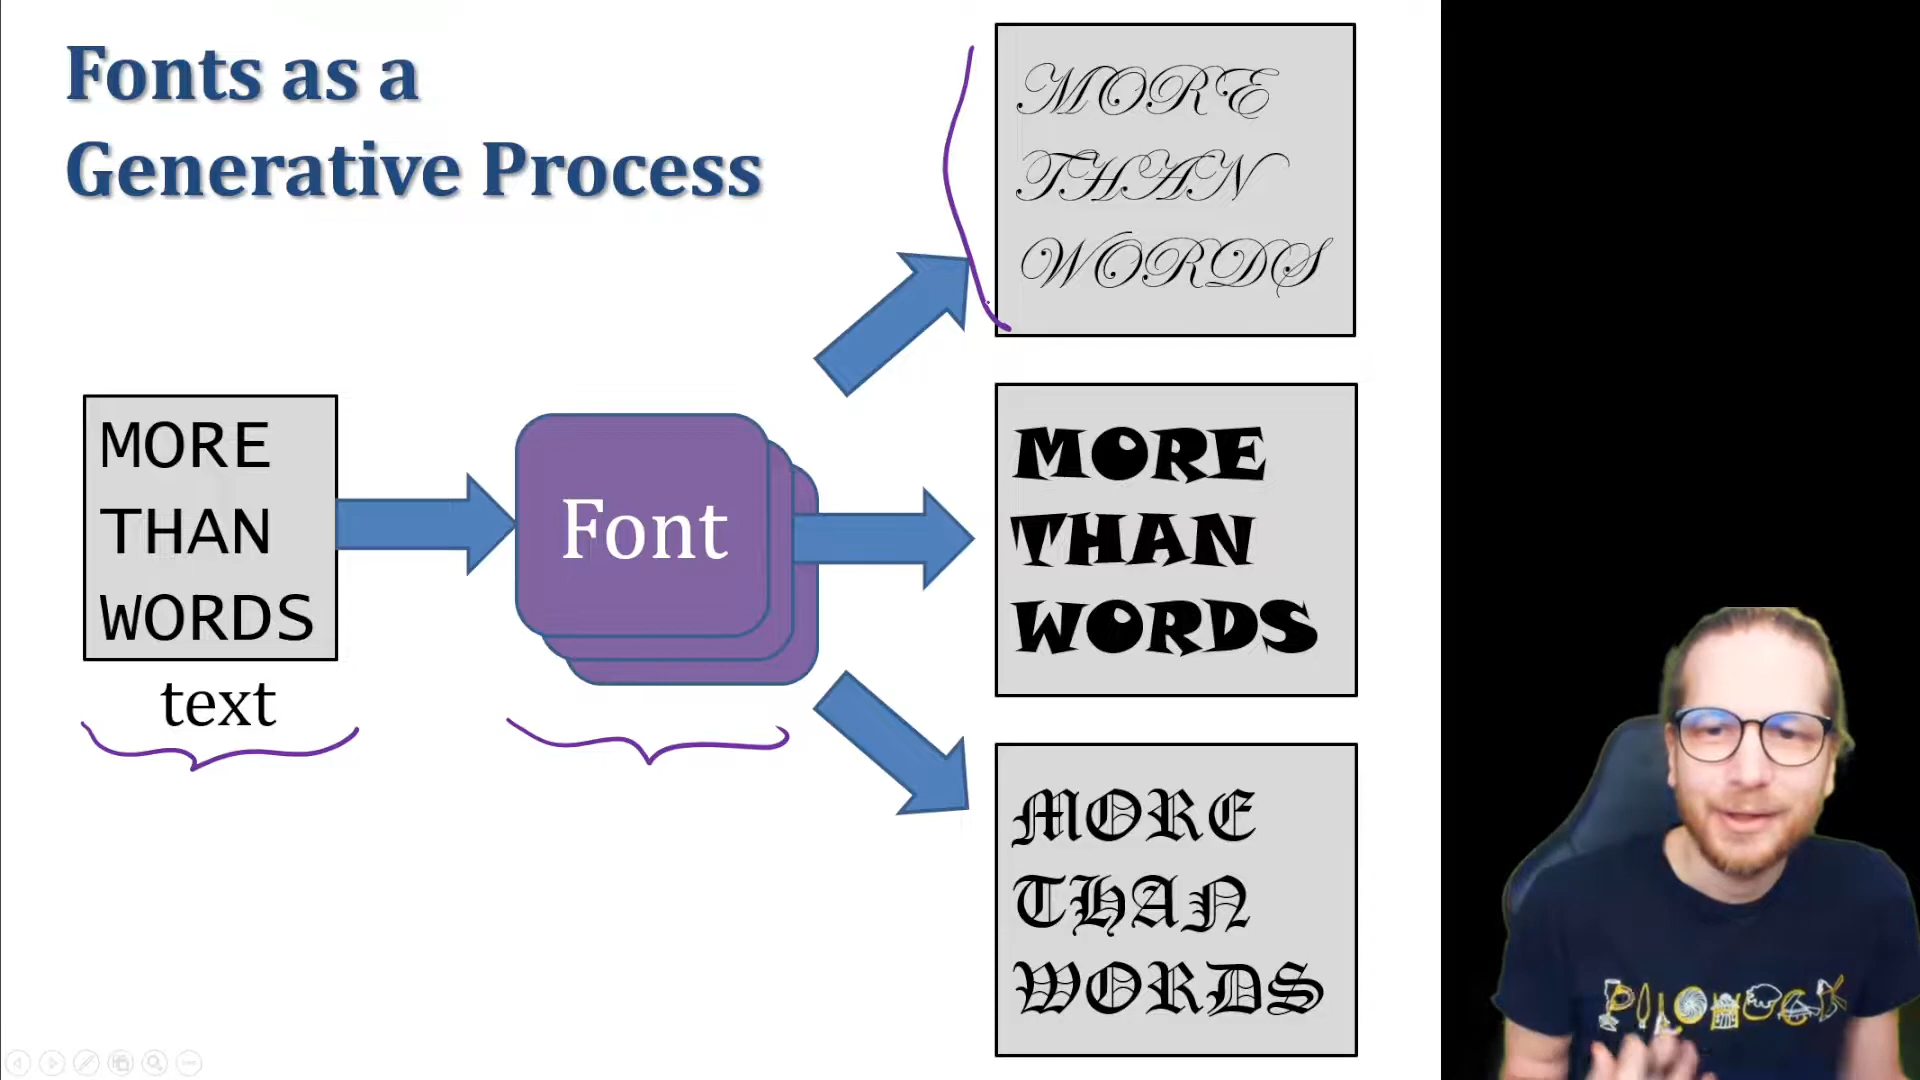 Fonts as a
Generative Process
MORE
THAN
WORDS
text
Font
MORE
THAN
WORDS
MORE
THAN
WORDS
MORE
THAN
WORDS